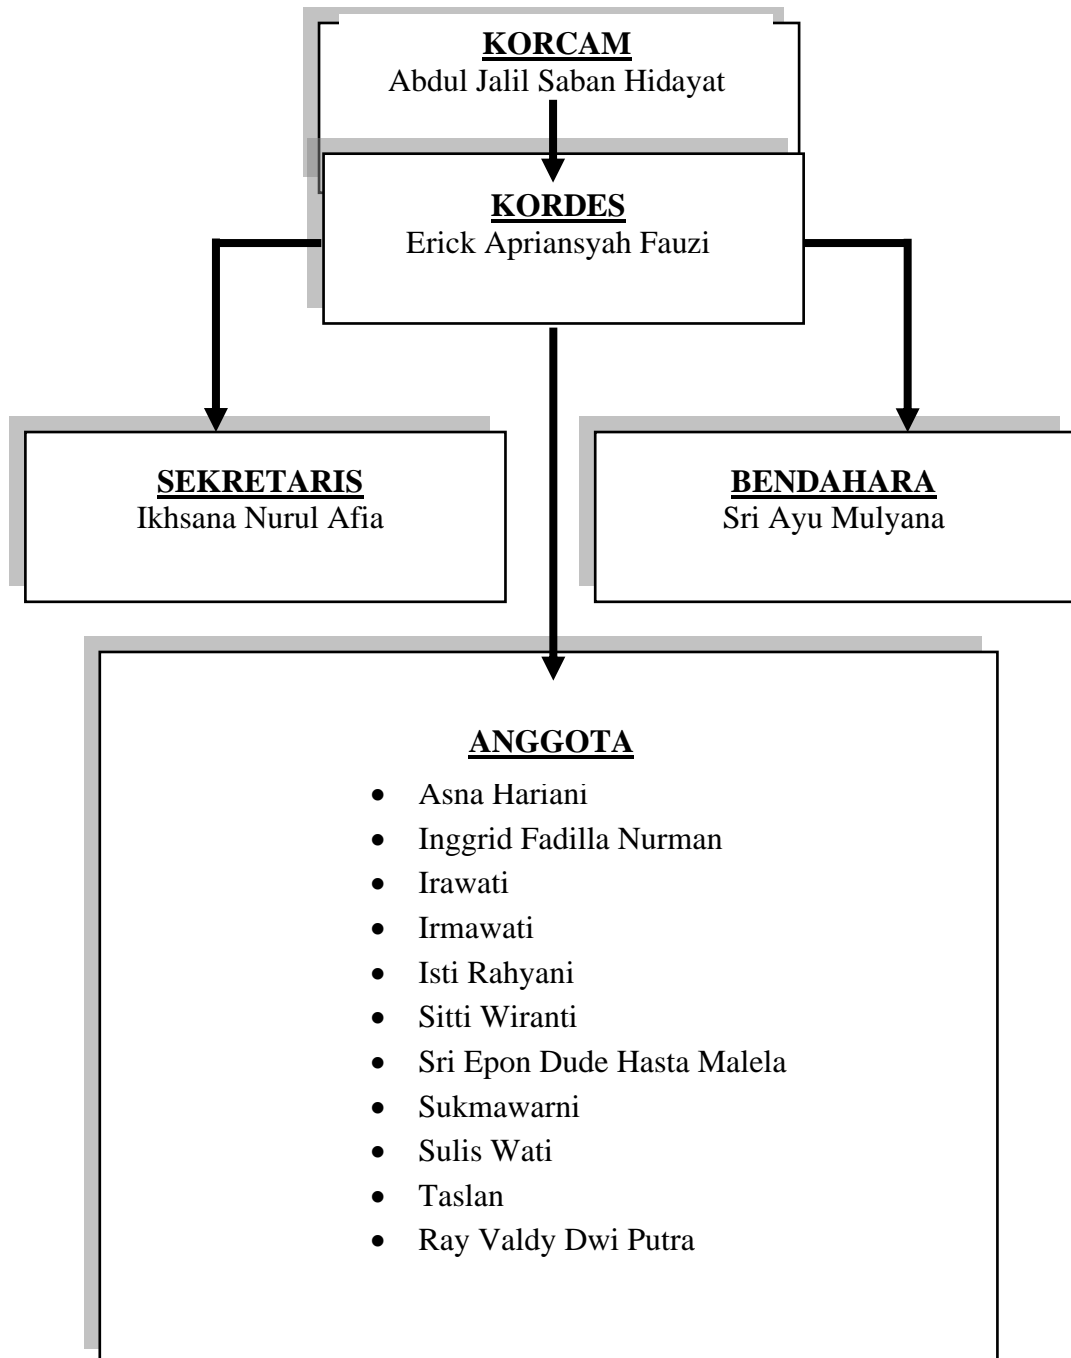 KORCAM
Abdul Jalil Saban Hidayat
KORDES
Erick Apriansyah Fauzi
SEKRETARIS
Ikhsana Nurul Afia
BENDAHARA
Sri Ayu Mulyana
ANGGOTA
• Asna Hariani
• Inggrid Fadilla Nurman
• Irawati
• Irmawati
• Isti Rahyani
• Sitti Wiranti
• Sri Epon Dude Hasta Malela
• Sukmawarni
• Sulis Wati
• Taslan
• Ray Valdy Dwi Putra